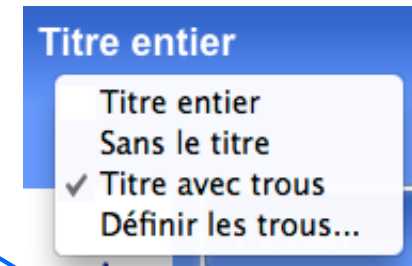 Titre entier
Titre entier
Sans le titre
✓ Titre avec trous
Définir les trous...